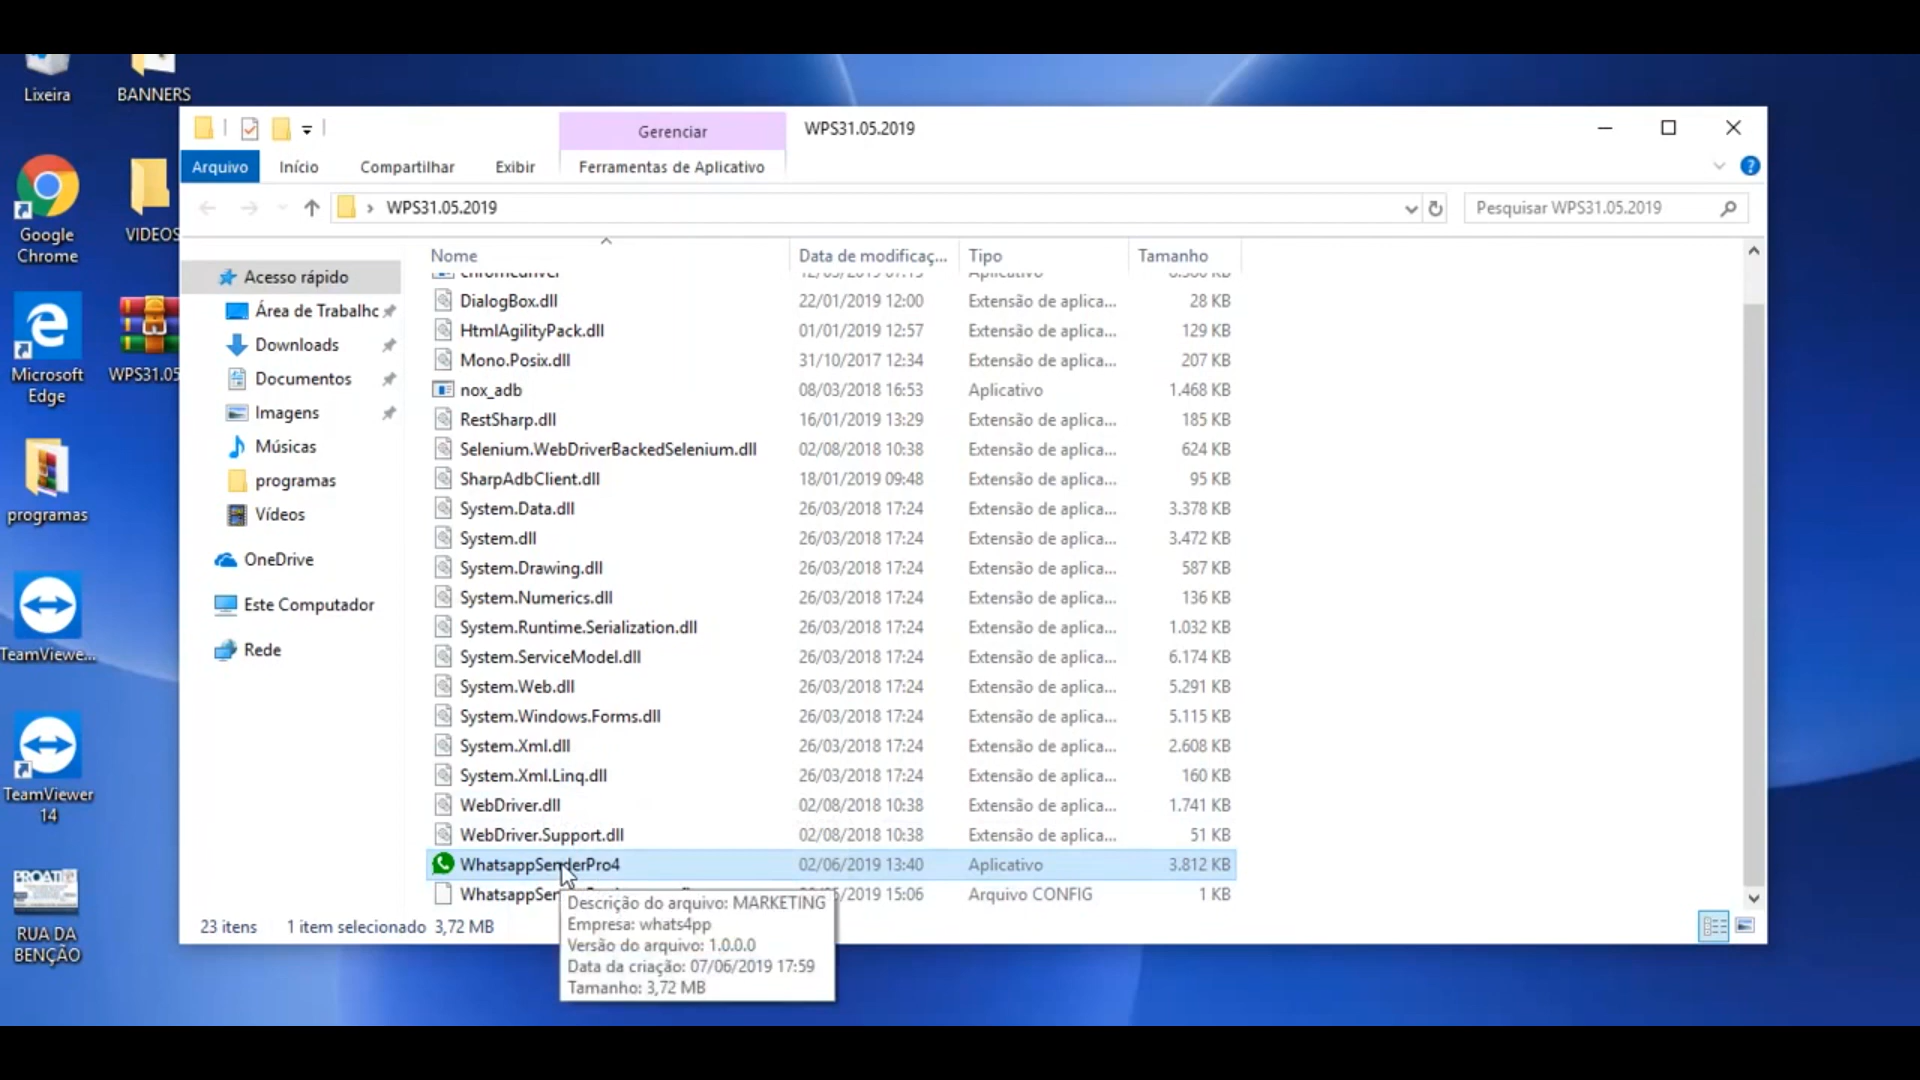 Lixeira
BANNERS
Google
Chrome
VIDEOS
Microsoft
Edge
WPS31.05
programas
TeamViewe...
TeamViewer
14
PROATIV
RUA DA
BENÇÃO
Gerenciar
WPS31.05.2019
Arquivo
Início
Compartilhar
Exibir
Ferramentas de Aplicativo
WPS31.05.2019
Pesquisar WPS31.05.2019
Acesso rápido
Área de Trabalho
Downloads
Documentos
Imagens
Músicas
programas
Vídeos
OneDrive
Este Computador
Rede
Nome Data de modificaç... Tipo Tamanho
chromedriver
DialogBox.dll 22/01/2019 12:00 Extensão de aplica... 28 KB
HtmlAgilityPack.dll 01/01/2019 12:57 Extensão de aplica... 129 KB
Mono.Posix.dll 31/10/2017 12:34 Extensão de aplica... 207 KB
nox_adb 08/03/2018 16:53 Aplicativo 1.468 KB
RestSharp.dll 16/01/2019 13:29 Extensão de aplica... 185 KB
Selenium.WebDriverBackedSelenium.dll 02/08/2018 10:38 Extensão de aplica... 624 KB
SharpAdbClient.dll 18/01/2019 09:48 Extensão de aplica... 95 KB
System.Data.dll 26/03/2018 17:24 Extensão de aplica... 3.378 KB
System.dll 26/03/2018 17:24 Extensão de aplica... 3.472 KB
System.Drawing.dll 26/03/2018 17:24 Extensão de aplica... 587 KB
System.Numerics.dll 26/03/2018 17:24 Extensão de aplica... 136 KB
System.Runtime.Serialization.dll 26/03/2018 17:24 Extensão de aplica... 1.032 KB
System.ServiceModel.dll 26/03/2018 17:24 Extensão de aplica... 6.174 KB
System.Web.dll 26/03/2018 17:24 Extensão de aplica... 5.291 KB
System.Windows.Forms.dll 26/03/2018 17:24 Extensão de aplica... 5.115 KB
System.Xml.dll 26/03/2018 17:24 Extensão de aplica... 2.608 KB
System.Xml.Linq.dll 26/03/2018 17:24 Extensão de aplica... 160 KB
WebDriver.dll 02/08/2018 10:38 Extensão de aplica... 1.741 KB
WebDriver.Support.dll 02/08/2018 10:38 Extensão de aplica... 51 KB
WhatsappSenderPro4 02/06/2019 13:40 Aplicativo 3.812 KB
WhatsappSen /2019 15:06 Arquivo CONFIG 1 KB
Descrição do arquivo: MARKETING
Empresa: whats4pp
Versão do arquivo: 1.0.0.0
Data da criação: 07/06/2019 17:59
Tamanho: 3,72 MB
23 itens 1 item selecionado 3,72 MB